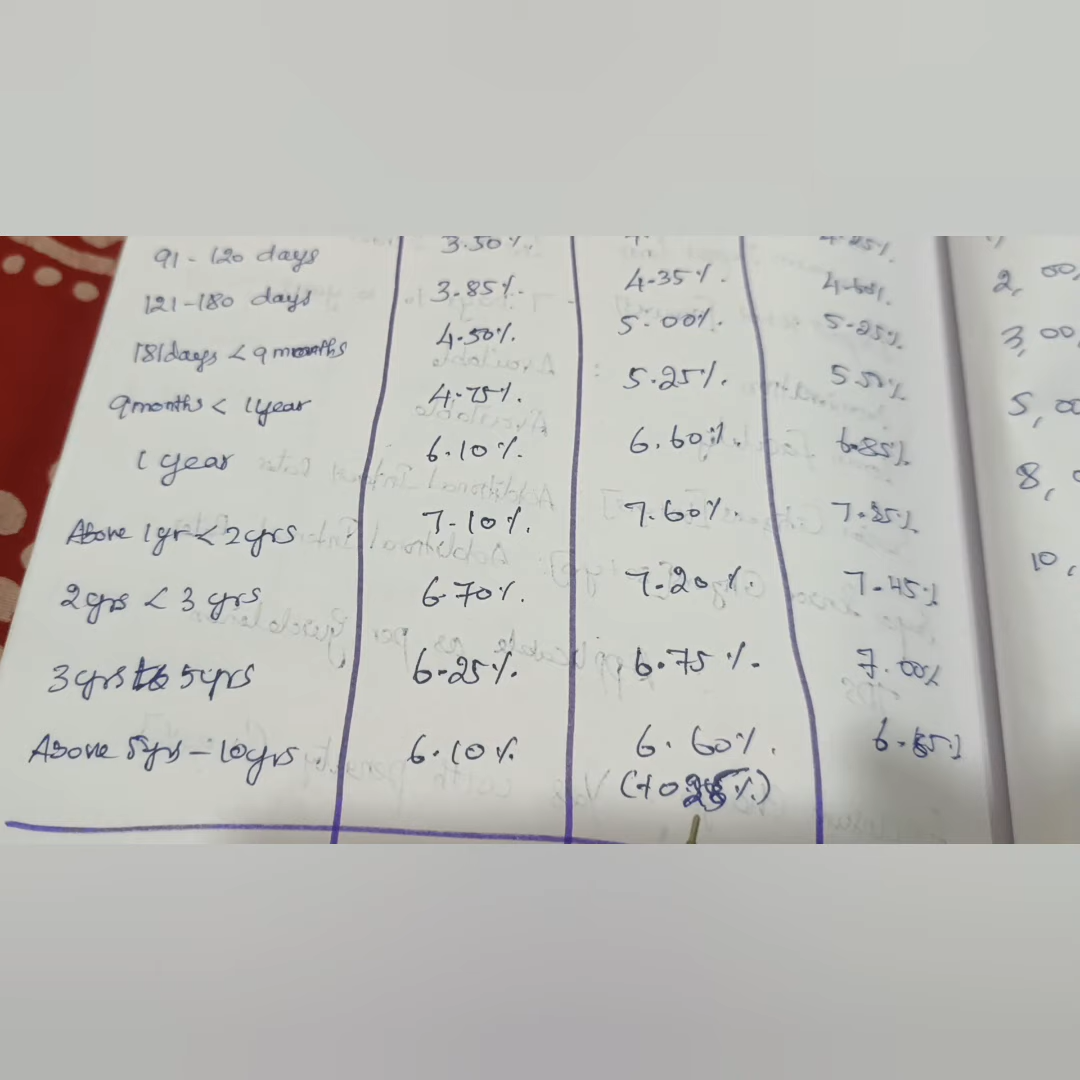 91 - 120 days 3.50%. 4.25%
121-180 days 3.85%. 4.35%.
181days < 9 months 4.50%. 5.00%. 5.25%
9months < 1year 4.75%. 5.25%. 5.50%
1 year 6.10%. 6.60%. 6.85%.
Above 1yr < 2yrs 7.10%. 7.60%. 7.85%
2yrs < 3 yrs 6.70%. 7.20%. 7.45%
3yrs to 5yrs 6.25%. 6.75%. 7.00%
Above 5yrs - 10yrs 6.10%. 6.60%.
2, 00,
3, 00,
5, 00
8,
10,